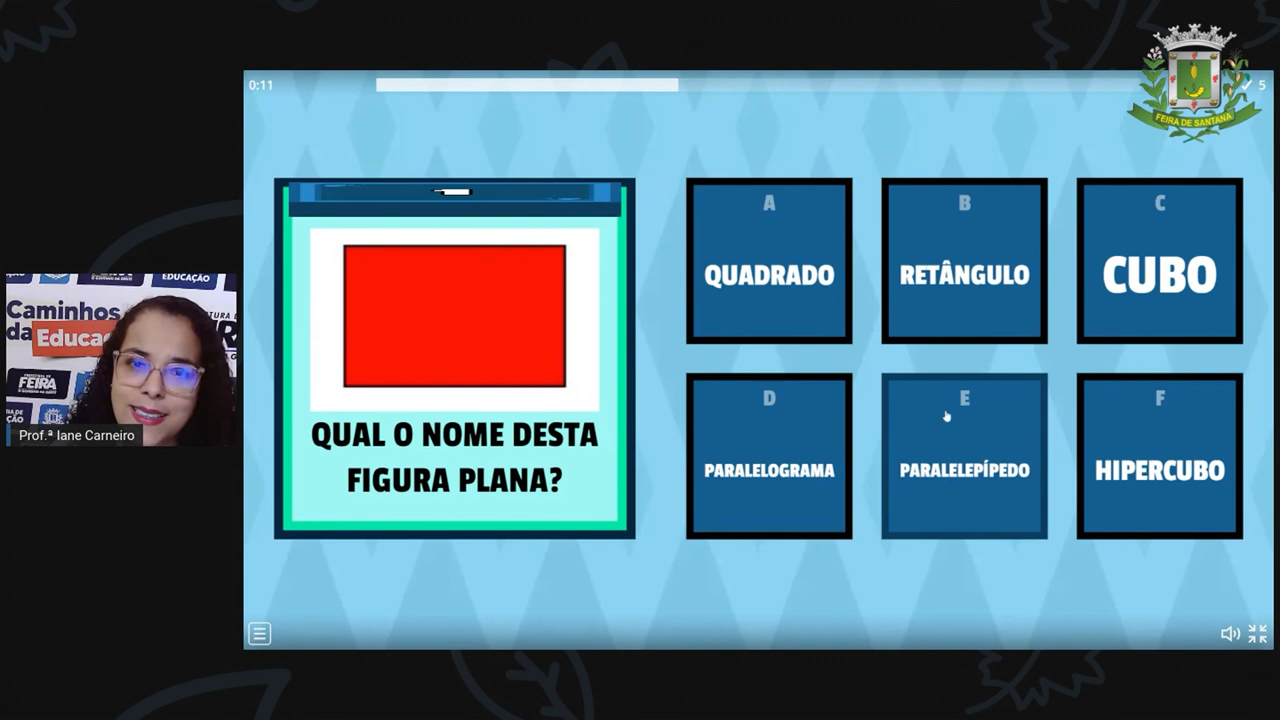 0:11
5
FEIRA DE SANTANA
A
QUADRADO
B
RETÂNGULO
C
CUBO
QUAL O NOME DESTA
FIGURA PLANA?
D
PARALELOGRAMA
E
PARALELEPÍPEDO
F
HIPERCUBO
EDUCAÇÃO
Caminhos
da
FEIRA
Prof.ª Iane Carneiro